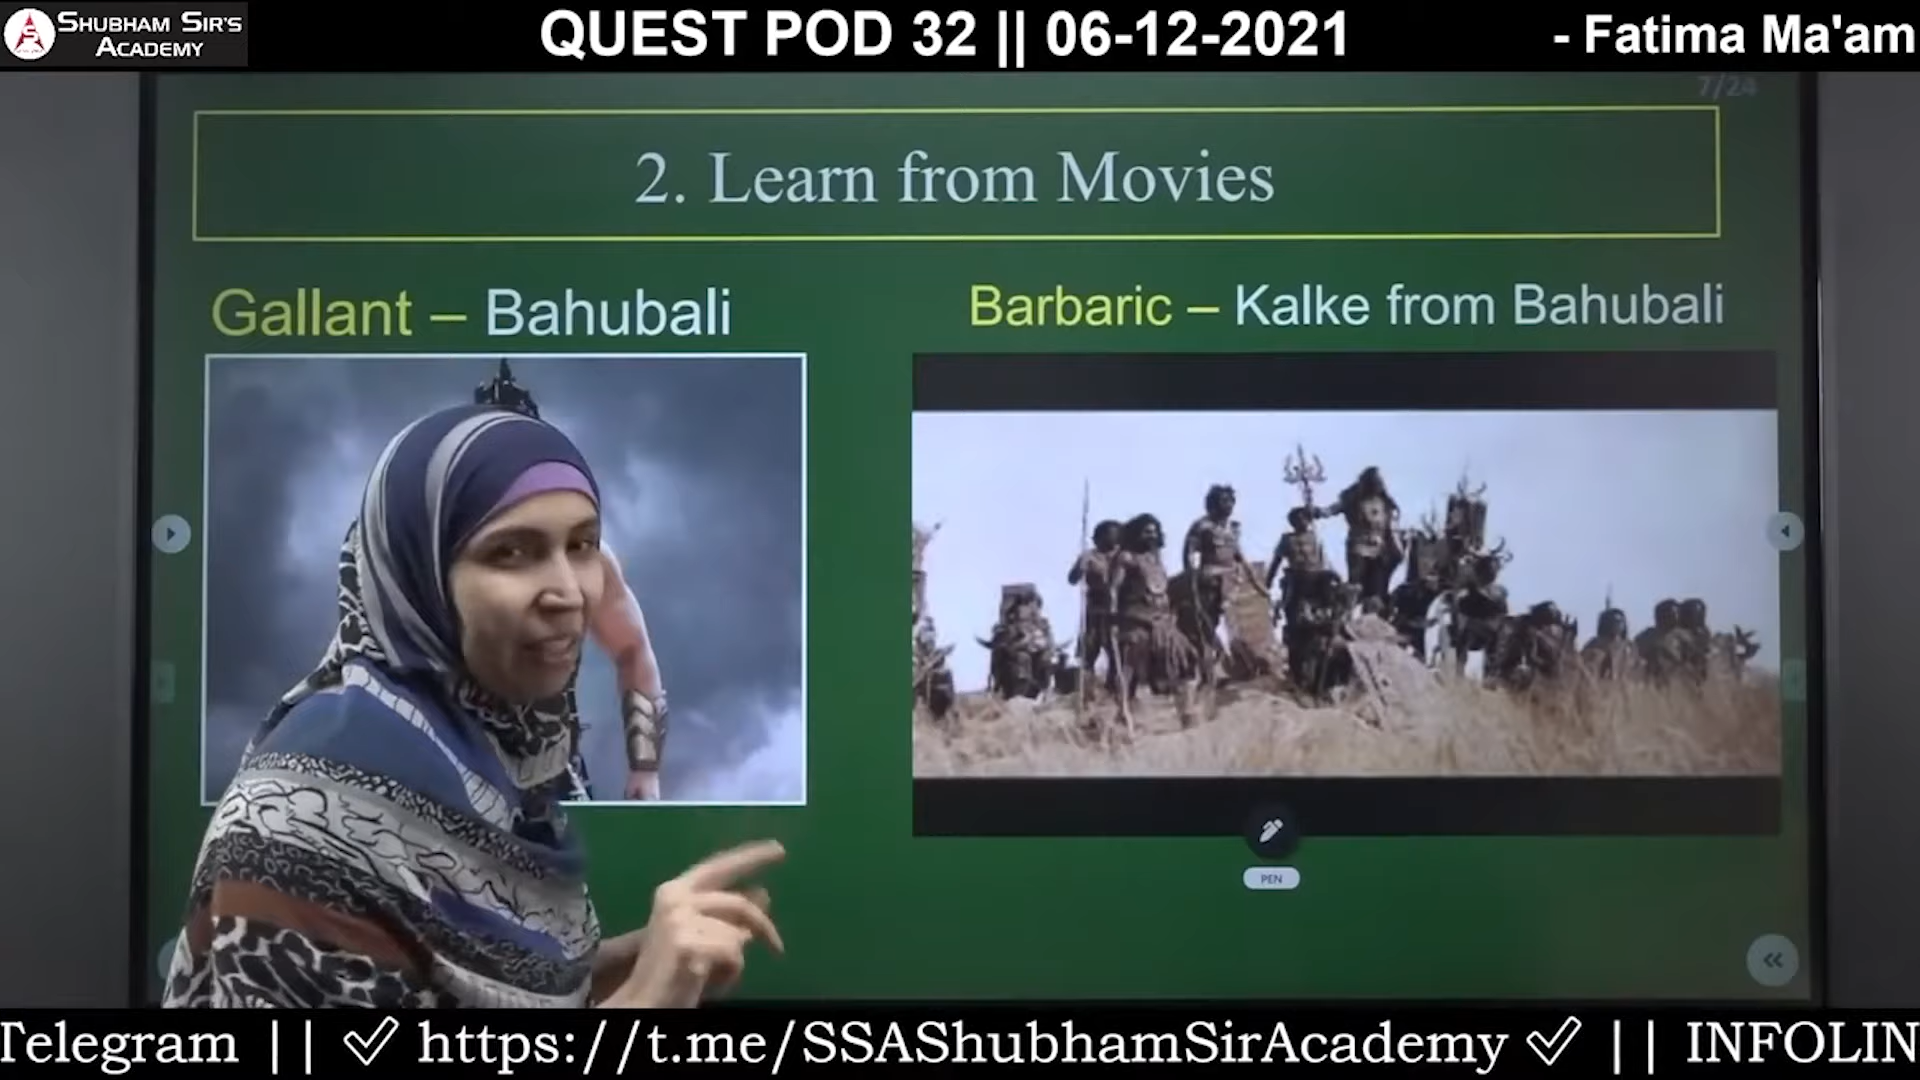 SHUBHAM SIR'S
ACADEMY
QUEST POD 32 || 06-12-2021
- Fatima Ma'am
7/24
2. Learn from Movies
Gallant – Bahubali
Barbaric – Kalke from Bahubali
PEN
Telegram || ✓ https://t.me/SSAShubhamSirAcademy ✓ || INFOLIN